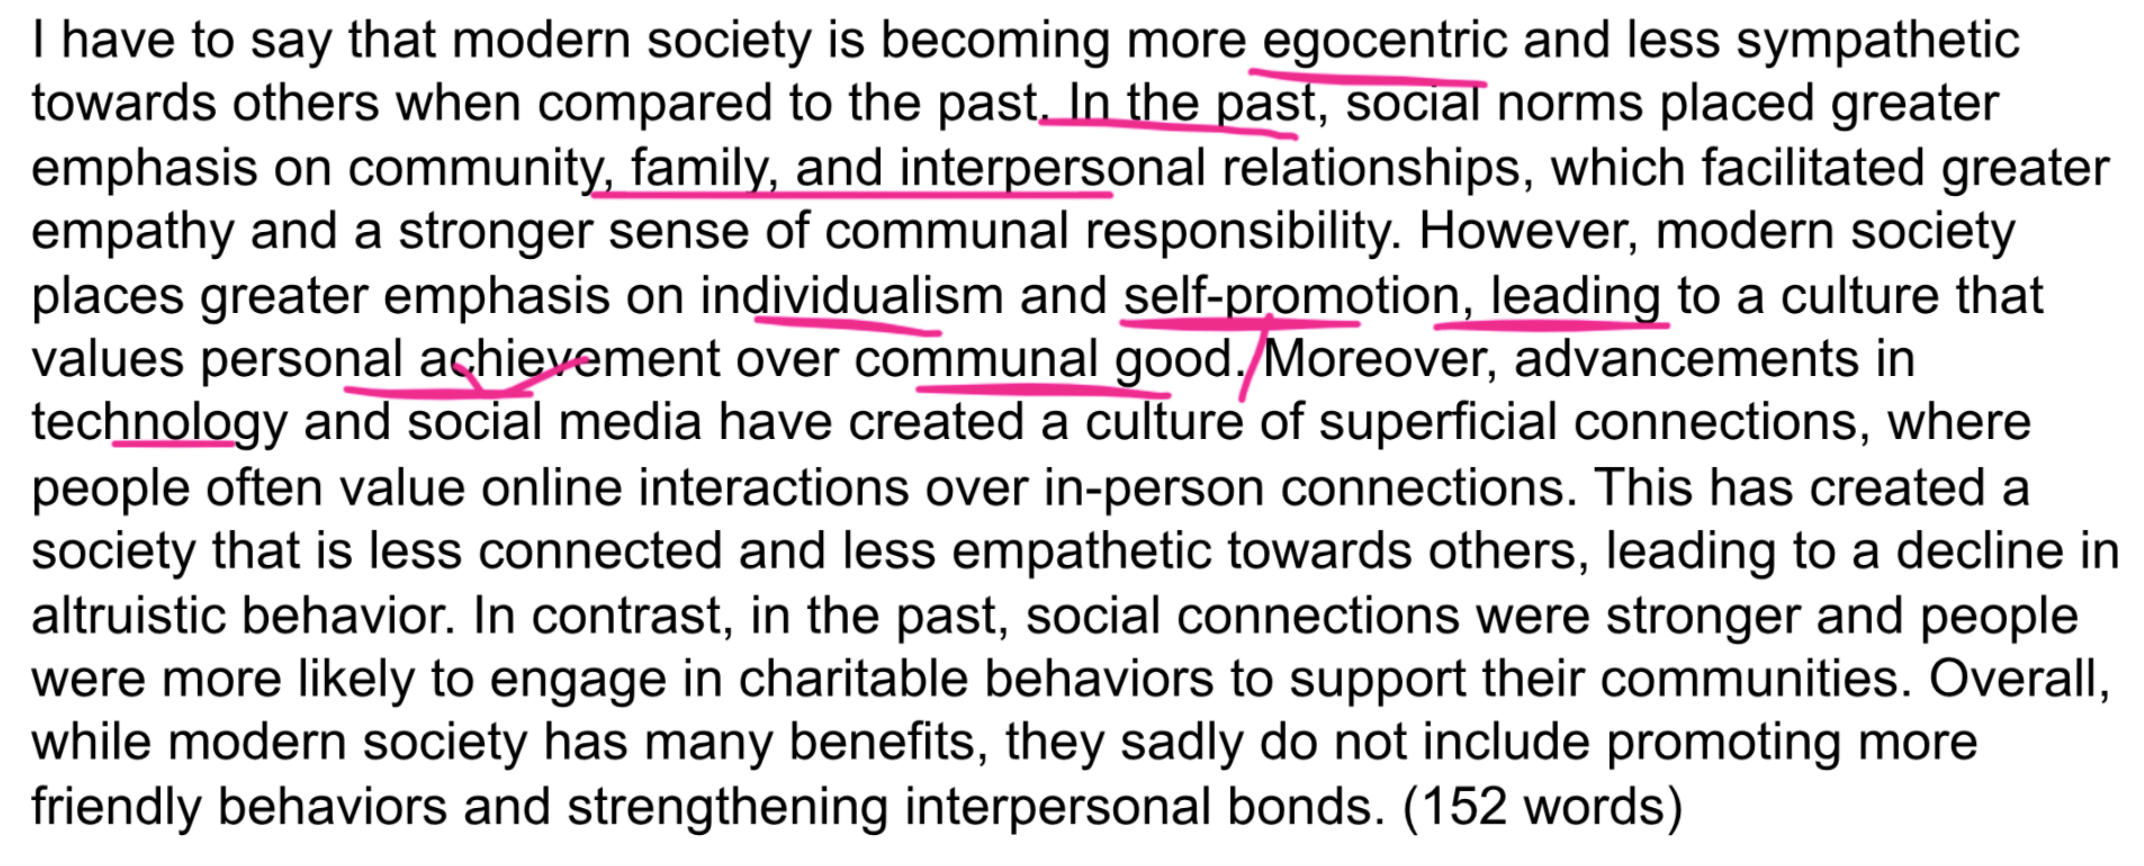 I have to say that modern society is becoming more egocentric and less sympathetic
towards others when compared to the past. In the past, social norms placed greater
emphasis on community, family, and interpersonal relationships, which facilitated greater
empathy and a stronger sense of communal responsibility. However, modern society
places greater emphasis on individualism and self-promotion, leading to a culture that
values personal achievement over communal good. Moreover, advancements in
technology and social media have created a culture of superficial connections, where
people often value online interactions over in-person connections. This has created a
society that is less connected and less empathetic towards others, leading to a decline in
altruistic behavior. In contrast, in the past, social connections were stronger and people
were more likely to engage in charitable behaviors to support their communities. Overall,
while modern society has many benefits, they sadly do not include promoting more
friendly behaviors and strengthening interpersonal bonds. (152 words)